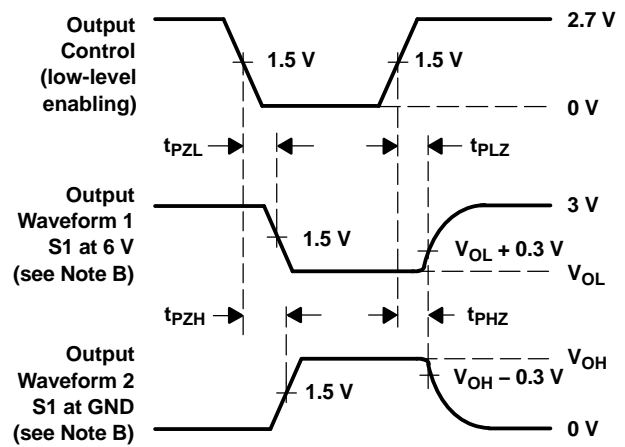 Output
Control
(low-level
enabling)
2.7 V
1.5 V
1.5 V
0 V
tPZL
tPLZ
Output
Waveform 1
S1 at 6 V
(see Note B)
3 V
1.5 V
VOL + 0.3 V
VOL
tPZH
tPHZ
Output
Waveform 2
S1 at GND
(see Note B)
VOH
1.5 V
VOH − 0.3 V
0 V